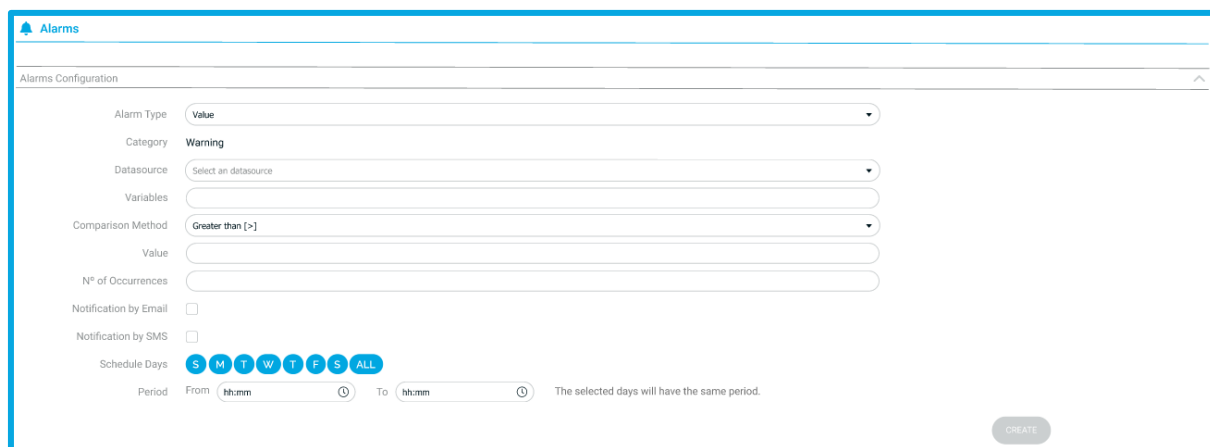 Alarms
Alarms Configuration
Alarm Type Value
Category Warning
Datasource Select an datasource
Variables
Comparison Method Greater than [>]
Value
Nº of Occurrences
Notification by Email
Notification by SMS
Schedule Days S M T W T F S ALL
Period From hh:mm To hh:mm The selected days will have the same period.
CREATE